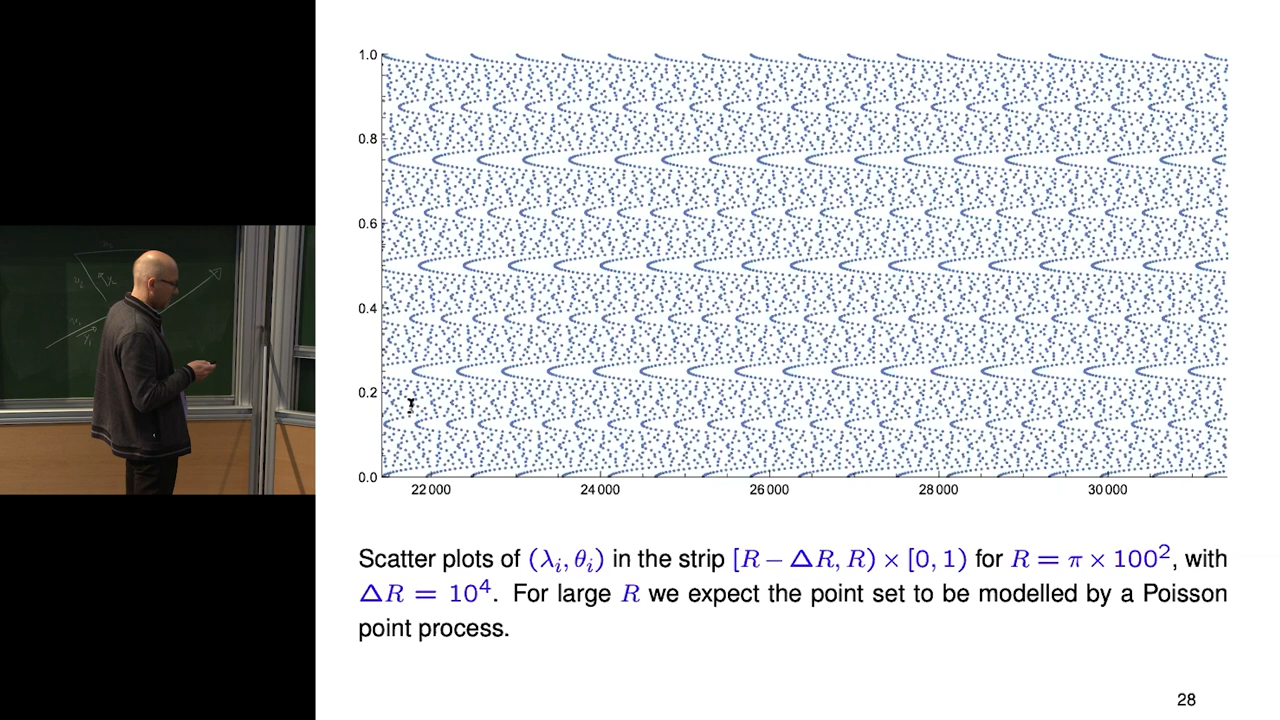 1.0
0.8
0.6
0.4
0.2
0.0
22 000 24 000 26 000 28 000 30 000
Scatter plots of (λᵢ, θᵢ) in the strip [R − ΔR, R) × [0, 1) for R = π × 100², with
ΔR = 10⁴. For large R we expect the point set to be modelled by a Poisson
point process.
28